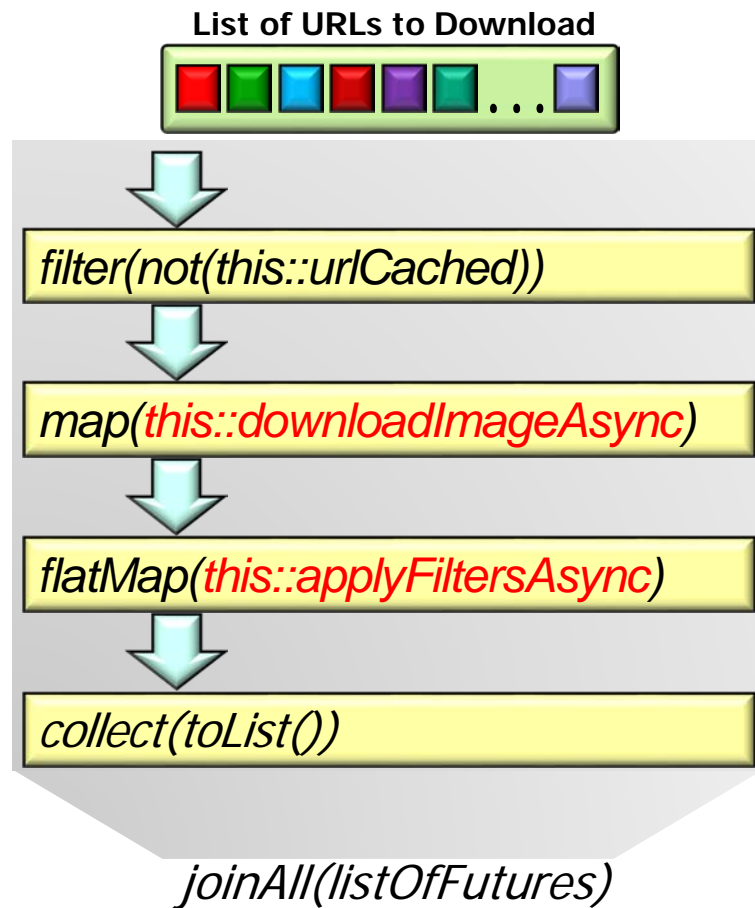 List of URLs to Download
...
filter(not(this::urlCached))
map(this::downloadImageAsync)
flatMap(this::applyFiltersAsync)
collect(toList())
joinAll(listOfFutures)